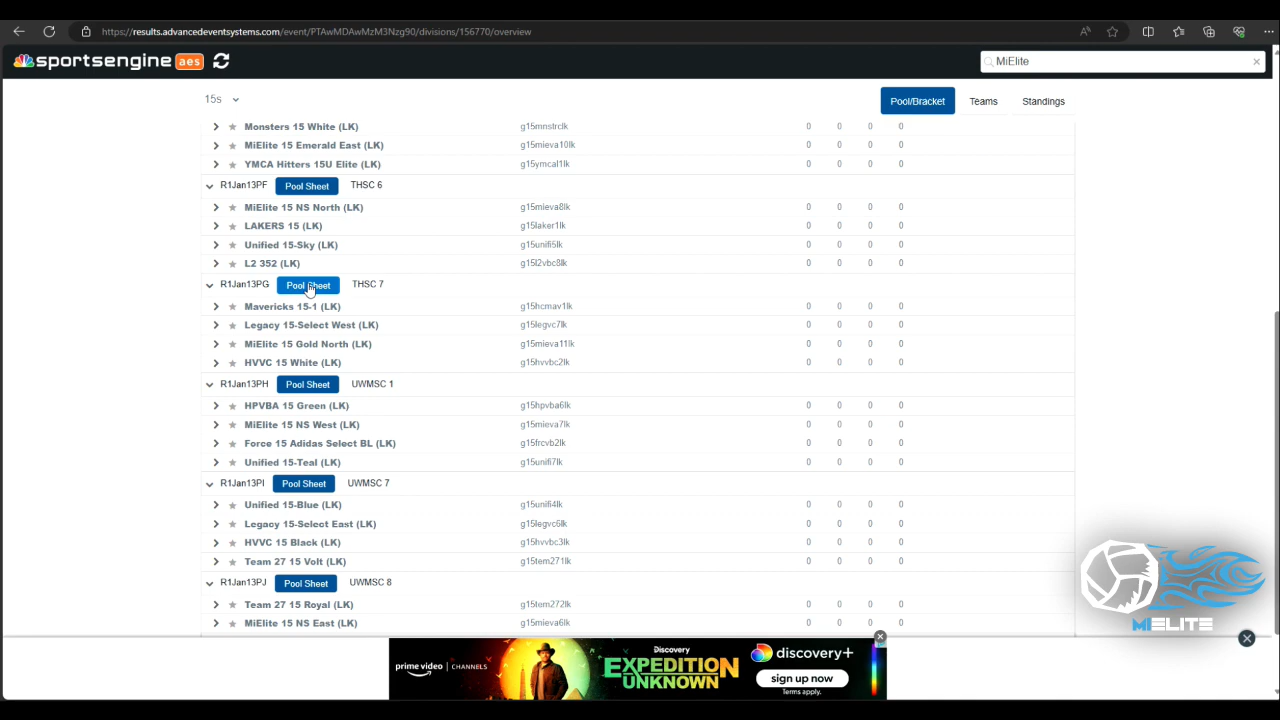 https://results.advancedeventsystems.com/event/PTAwMDAwMzM3Nzg90/divisions/156770/overview
sportsengine aes
MiElite
15s
Pool/Bracket Teams Standings
Monsters 15 White (LK) g15mnstrclk 0 0 0 0
MiElite 15 Emerald East (LK) g15mieva10lk 0 0 0 0
YMCA Hitters 15U Elite (LK) g15ymcal1lk 0 0 0 0
R1Jan13PF Pool Sheet THSC 6
MiElite 15 NS North (LK) g15mieva8lk 0 0 0 0
LAKERS 15 (LK) g15laker1lk 0 0 0 0
Unified 15-Sky (LK) g15unifi5lk 0 0 0 0
L2 352 (LK) g15l2vbc8lk 0 0 0 0
R1Jan13PG Pool Sheet THSC 7
Mavericks 15-1 (LK) g15hcmav1lk 0 0 0 0
Legacy 15-Select West (LK) g15legvc7lk 0 0 0 0
MiElite 15 Gold North (LK) g15mieva11lk 0 0 0 0
HVVC 15 White (LK) g15hvvbc2lk 0 0 0 0
R1Jan13PH Pool Sheet UWMSC 1
HPVBA 15 Green (LK) g15hpvba6lk 0 0 0 0
MiElite 15 NS West (LK) g15mieva7lk 0 0 0 0
Force 15 Adidas Select BL (LK) g15frcvb2lk 0 0 0 0
Unified 15-Teal (LK) g15unifi7lk 0 0 0 0
R1Jan13PI Pool Sheet UWMSC 7
Unified 15-Blue (LK) g15unifi4lk 0 0 0 0
Legacy 15-Select East (LK) g15legvc6lk 0 0 0 0
HVVC 15 Black (LK) g15hvvbc3lk 0 0 0 0
Team 27 15 Volt (LK) g15tem271lk 0 0 0 0
R1Jan13PJ Pool Sheet UWMSC 8
Team 27 15 Royal (LK) g15tem272lk 0 0 0 0
MiElite 15 NS East (LK) g15mieva6lk 0 0 0 0
MIELITE
prime video | CHANNELS
Discovery
EXPEDITION
UNKNOWN
discovery+
sign up now
Terms apply.